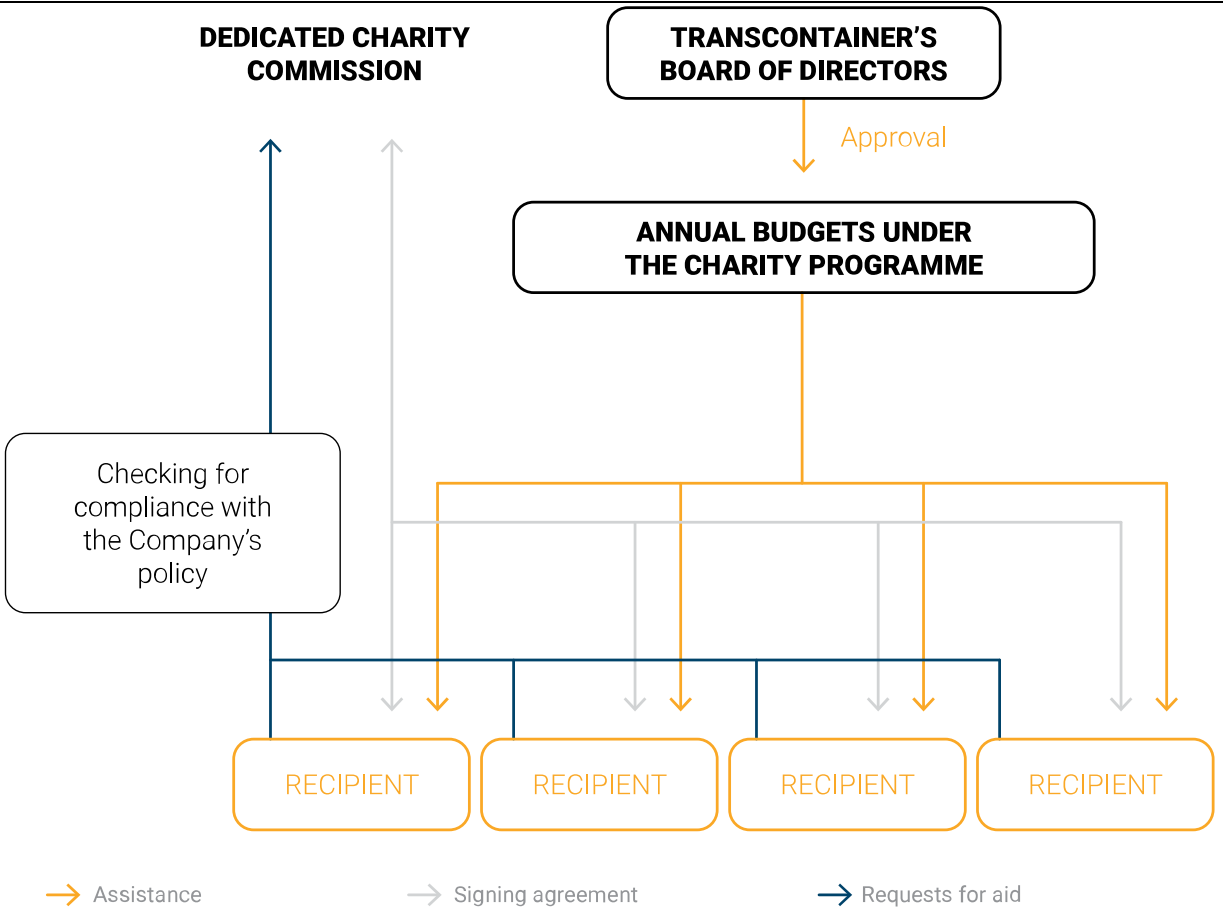 DEDICATED CHARITY
COMMISSION
TRANSCONTAINER'S
BOARD OF DIRECTORS
Approval
ANNUAL BUDGETS UNDER
THE CHARITY PROGRAMME
Checking for
compliance with
the Company's
policy
RECIPIENT
RECIPIENT
RECIPIENT
RECIPIENT
Assistance
Signing agreement
Requests for aid